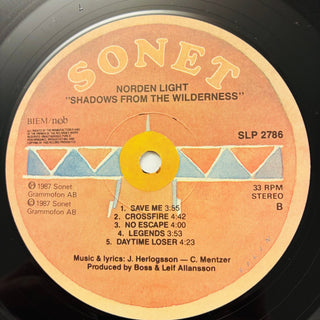 SONET
NORDEN LIGHT
"SHADOWS FROM THE WILDERNESS"
BIEM/ncb
SLP 2786
℗ 1987 Sonet
Grammofon AB
© 1987 Sonet
Grammofon AB
33 RPM
STEREO
B
1. SAVE ME 3:55
2. CROSSFIRE 4:42
3. NO ESCAPE 4:00
4. LEGENDS 3:53
5. DAYTIME LOSER 4:23
Music & lyrics: J. Herlogsson — C. Mentzer
Produced by Boss & Leif Allansson